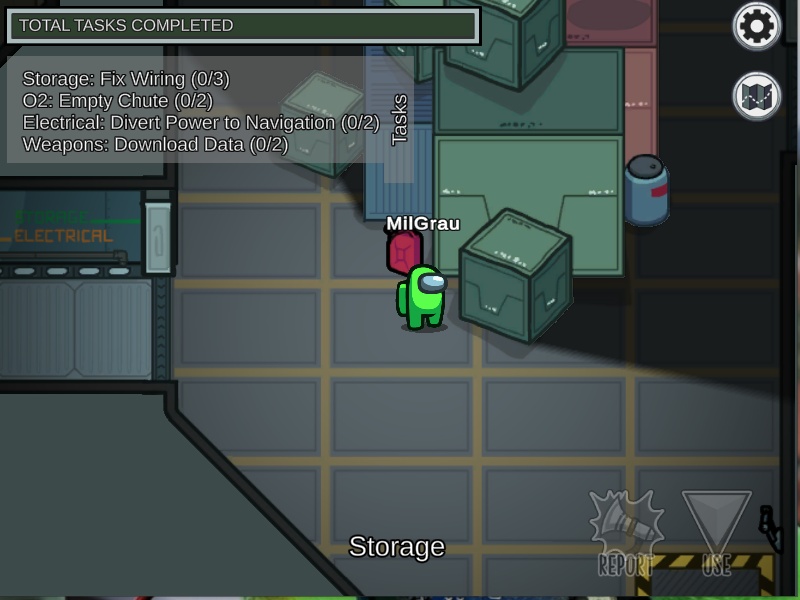 TOTAL TASKS COMPLETED
Storage: Fix Wiring (0/3)
O2: Empty Chute (0/2)
Electrical: Divert Power to Navigation (0/2)
Weapons: Download Data (0/2)
Tasks
STORAGE
ELECTRICAL
MilGrau
Storage
REPORT
USE